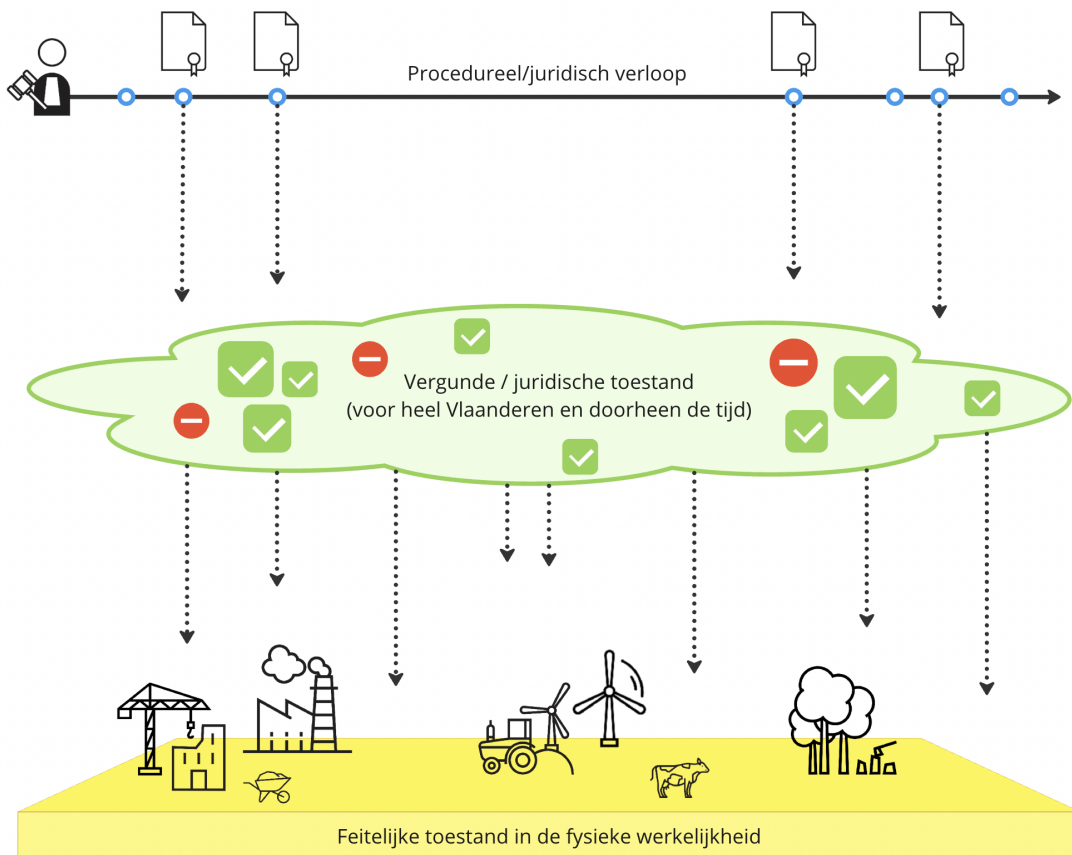 Procedureel/juridisch verloop
Vergunde / juridische toestand
(voor heel Vlaanderen en doorheen de tijd)
Feitelijke toestand in de fysieke werkelijkheid